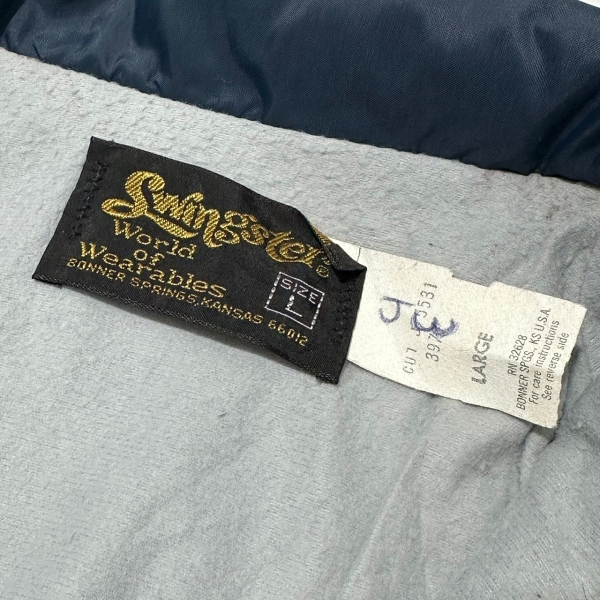 Swingster®
World
of
Wearables
BONNER SPRINGS, KANSAS 66012
SIZE
L
CUT
LARGE
RN 32628
BONNER SPGS., KS U.S.A.
For care instructions
See reverse side